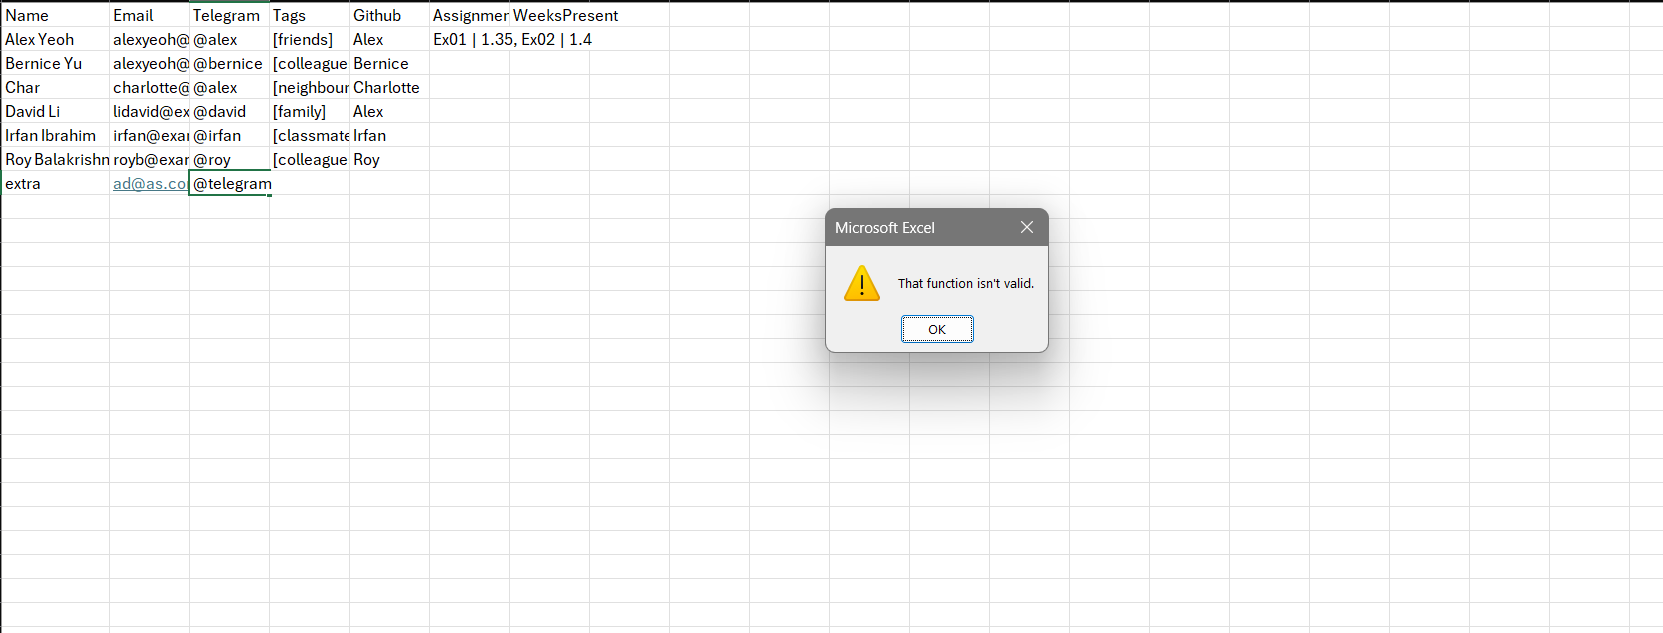 Name Email Telegram Tags Github Assignmer WeeksPresent
Alex Yeoh alexyeoh@ @alex [friends] Alex Ex01 | 1.35, Ex02 | 1.4
Bernice Yu alexyeoh@ @bernice [colleague Bernice
Char charlotte@ @alex [neighbour Charlotte
David Li lidavid@ex @david [family] Alex
Irfan Ibrahim irfan@exar @irfan [classmate Irfan
Roy Balakrishn royb@exar @roy [colleague Roy
extra ad@as.co @telegram
Microsoft Excel
That function isn't valid.
OK